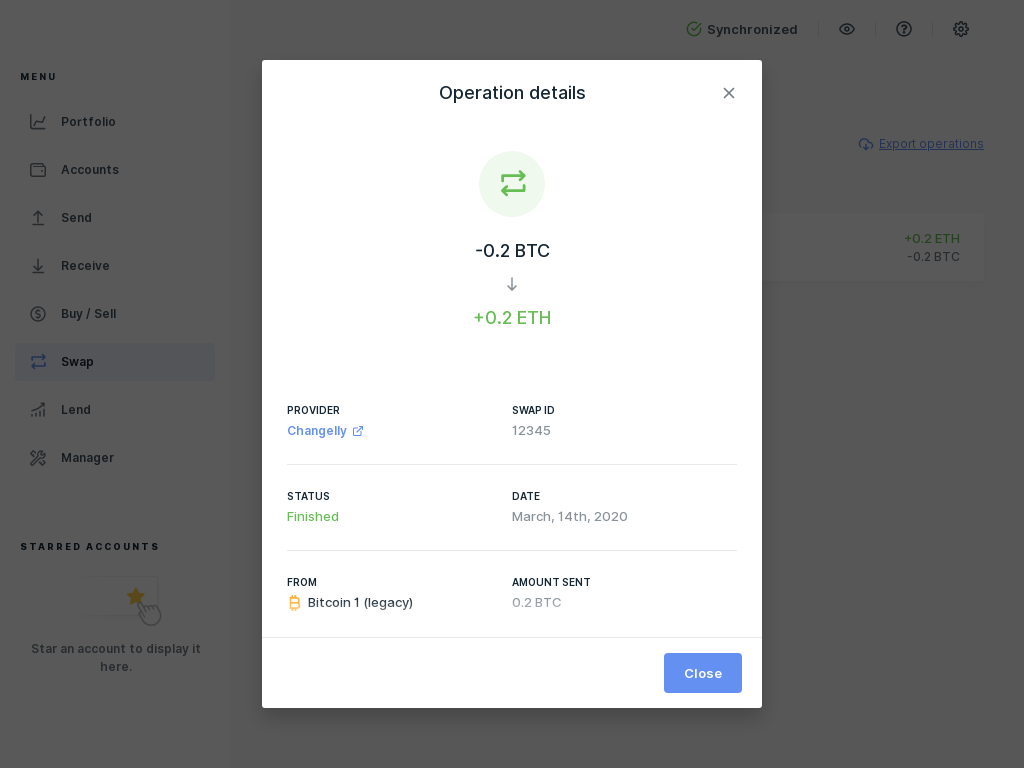 Synchronized
MENU
Portfolio
Accounts
Send
Receive
Buy / Sell
Swap
Lend
Manager
STARRED ACCOUNTS
Star an account to display it
here.
Export operations
+0.2 ETH
-0.2 BTC
Operation details
-0.2 BTC
+0.2 ETH
PROVIDER
Changelly
SWAP ID
12345
STATUS
Finished
DATE
March, 14th, 2020
FROM
Bitcoin 1 (legacy)
AMOUNT SENT
0.2 BTC
Close